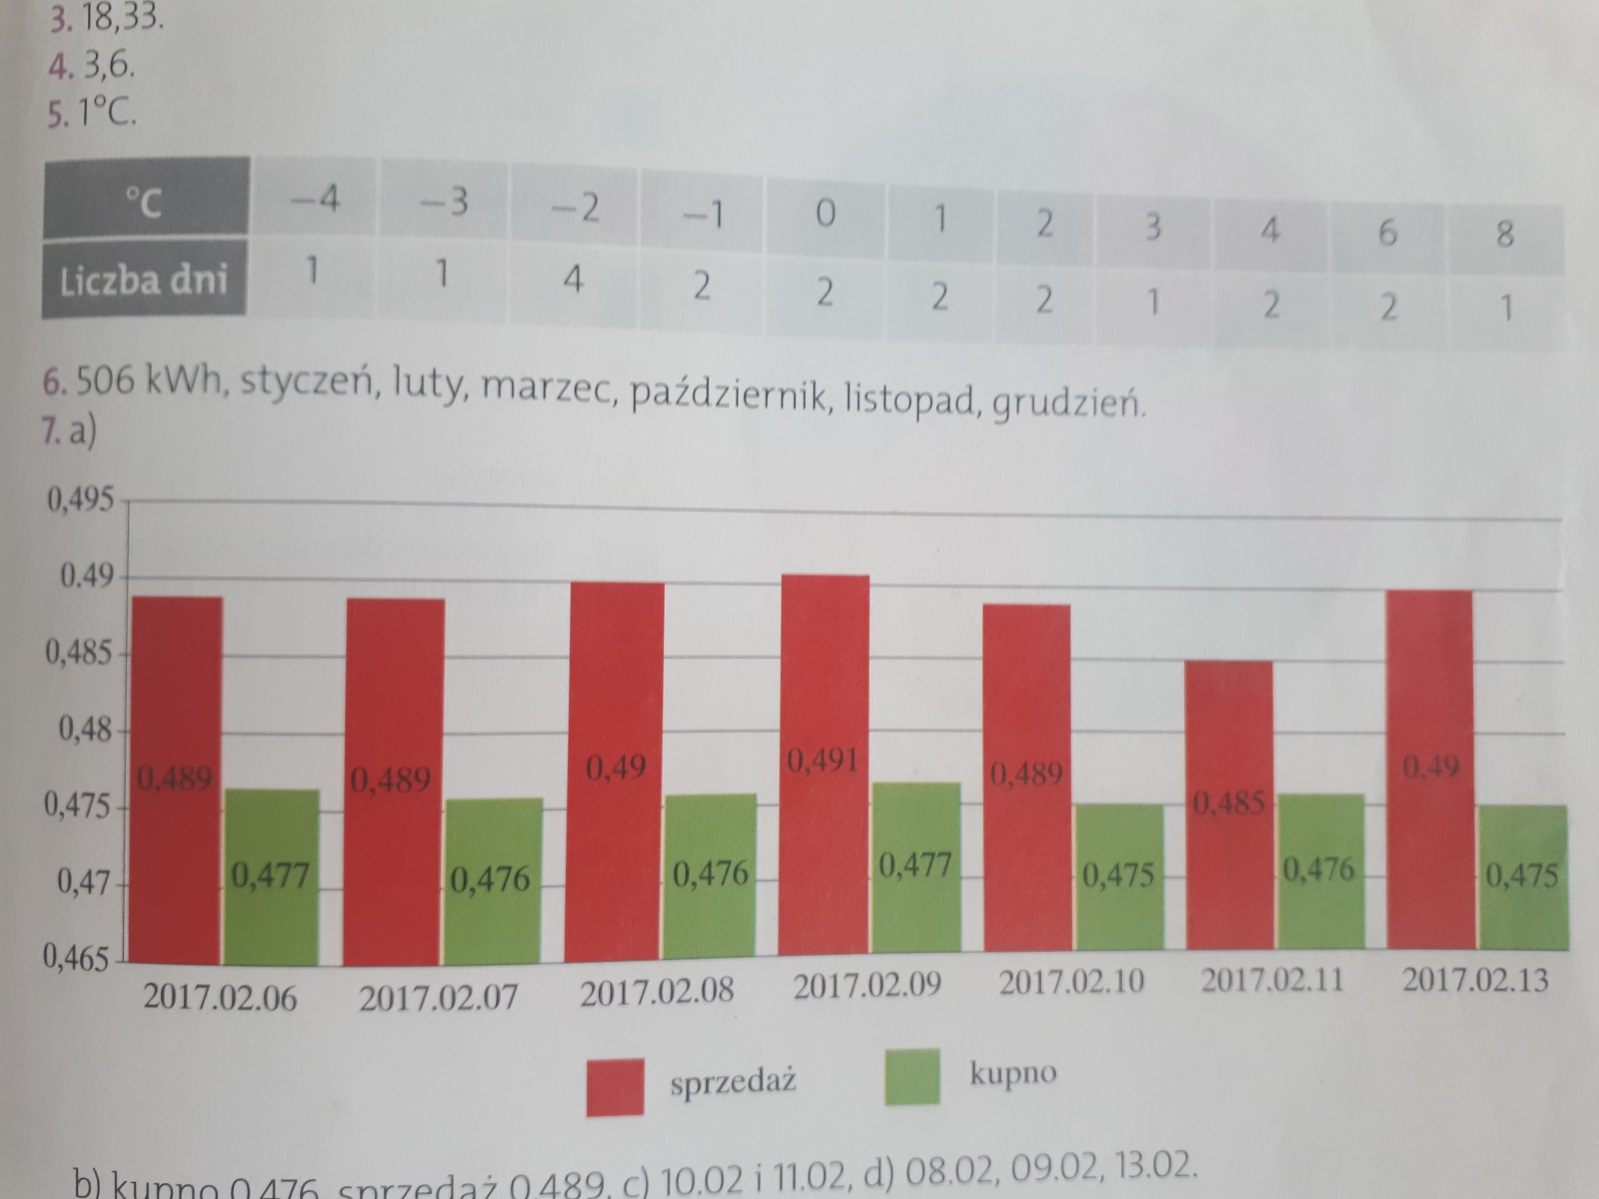 3. 18,33.
4. 3,6.
5. 1°C.
°C −4 −3 −2 −1 0 1 2 3 4 6 8
Liczba dni 1 1 4 2 2 2 2 1 2 2 1
6. 506 kWh, styczeń, luty, marzec, październik, listopad, grudzień.
7. a)
0,495
0.49
0,485
0,48
0,475
0,47
0,465
0,489 0,477 0,489 0,476 0,49 0,476 0,491 0,477 0,489 0,475 0,485 0,476 0,49 0,475
2017.02.06 2017.02.07 2017.02.08 2017.02.09 2017.02.10 2017.02.11 2017.02.13
sprzedaż kupno
b) kupno 0,476, sprzedaż 0,489, c) 10.02 i 11.02, d) 08.02, 09.02, 13.02.